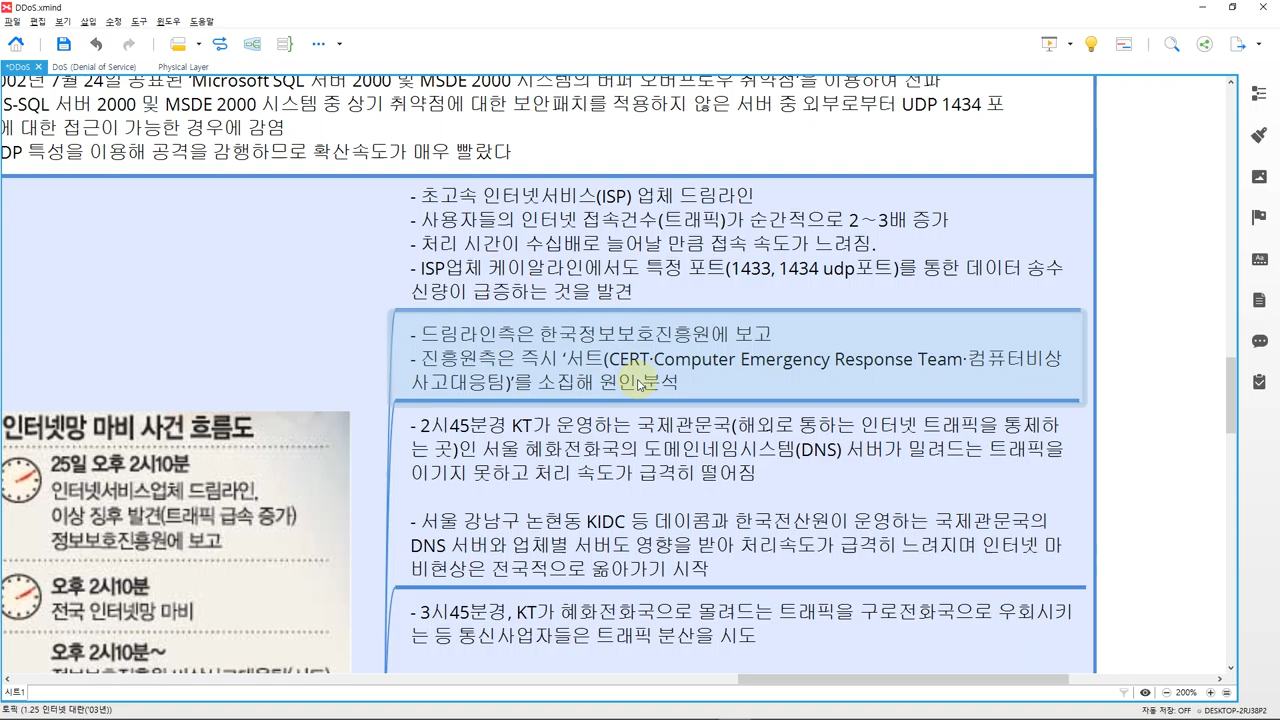 DDoS.xmind
파일 편집 보기 삽입 수정 도구 윈도우 도움말
*DDoS DoS (Denial of Service) Physical Layer
002년 7월 24일 공표된 'Microsoft SQL 서버 2000 및 MSDE 2000 시스템의 버퍼 오버프로우 취약점'을 이용하여 전파
S-SQL 서버 2000 및 MSDE 2000 시스템 중 상기 취약점에 대한 보안패치를 적용하지 않은 서버 중 외부로부터 UDP 1434 포
에 대한 접근이 가능한 경우에 감염
DP 특성을 이용해 공격을 감행하므로 확산속도가 매우 빨랐다
- 초고속 인터넷서비스(ISP) 업체 드림라인
- 사용자들의 인터넷 접속건수(트래픽)가 순간적으로 2～3배 증가
- 처리 시간이 수십배로 늘어날 만큼 접속 속도가 느려짐.
- ISP업체 케이알라인에서도 특정 포트(1433, 1434 udp포트)를 통한 데이터 송수
신량이 급증하는 것을 발견
- 드림라인측은 한국정보보호진흥원에 보고
- 진흥원측은 즉시 '서트(CERT·Computer Emergency Response Team·컴퓨터비상
사고대응팀)'를 소집해 원인 분석
- 2시45분경 KT가 운영하는 국제관문국(해외로 통하는 인터넷 트래픽을 통제하
는 곳)인 서울 혜화전화국의 도메인네임시스템(DNS) 서버가 밀려드는 트래픽을
이기지 못하고 처리 속도가 급격히 떨어짐
- 서울 강남구 논현동 KIDC 등 데이콤과 한국전산원이 운영하는 국제관문국의
DNS 서버와 업체별 서버도 영향을 받아 처리속도가 급격히 느려지며 인터넷 마
비현상은 전국적으로 옮아가기 시작
- 3시45분경, KT가 혜화전화국으로 몰려드는 트래픽을 구로전화국으로 우회시키
는 등 통신사업자들은 트래픽 분산을 시도
인터넷망 마비 사건 흐름도
25일 오후 2시10분
인터넷서비스업체 드림라인,
이상 징후 발견(트래픽 급속 증가)
정보보호진흥원에 보고
오후 2시10분
전국 인터넷망 마비
오후 2시10분~
시트1
200%
토픽 (1.25 인터넷 대란('03년))
자동 저장: OFF DESKTOP-2RJ38P2